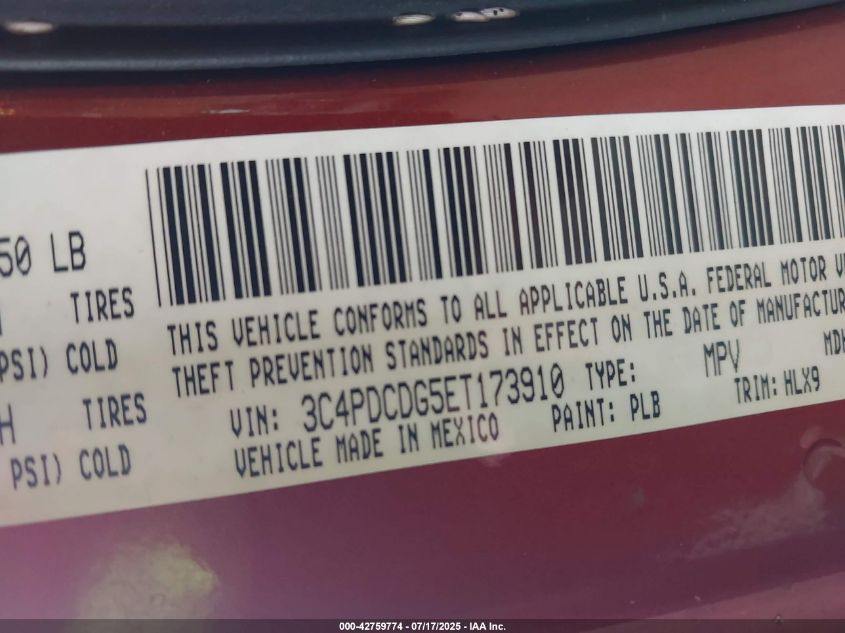 50 LB
TIRES
PSI) COLD
H TIRES
PSI) COLD
THIS VEHICLE CONFORMS TO ALL APPLICABLE U.S.A. FEDERAL MOTOR
THEFT PREVENTION STANDARDS IN EFFECT ON THE DATE OF MANUFACTUR
VIN: 3C4PDCDG5ET173910 TYPE: MPV
VEHICLE MADE IN MEXICO PAINT: PLB TRIM: HLX9
000-42759774 - 07/17/2025 - IAA Inc.